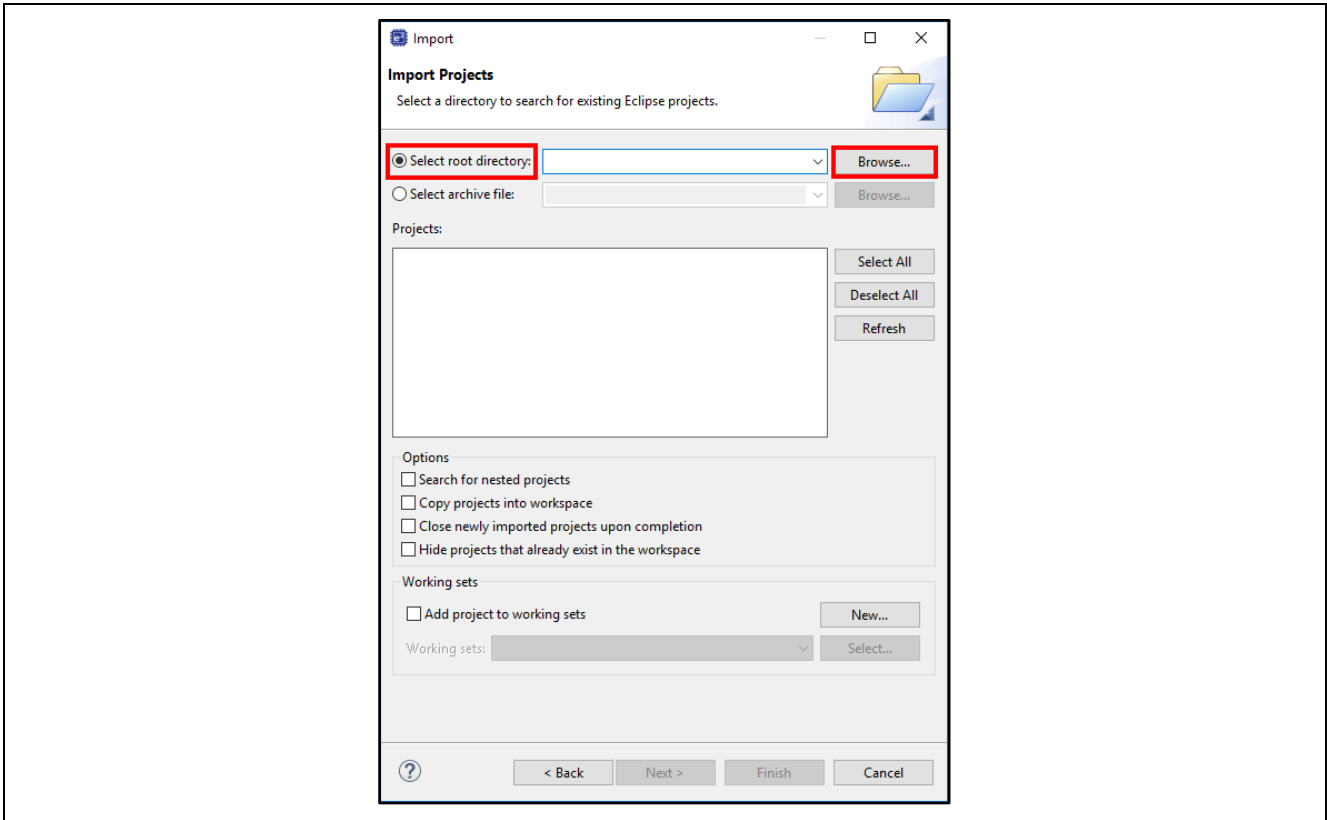 Import
Import Projects
Select a directory to search for existing Eclipse projects.
Select root directory: Browse...
Select archive file: Browse...
Projects:
Select All
Deselect All
Refresh
Options
Search for nested projects
Copy projects into workspace
Close newly imported projects upon completion
Hide projects that already exist in the workspace
Working sets
Add project to working sets New...
Working sets: Select...
? < Back Next > Finish Cancel